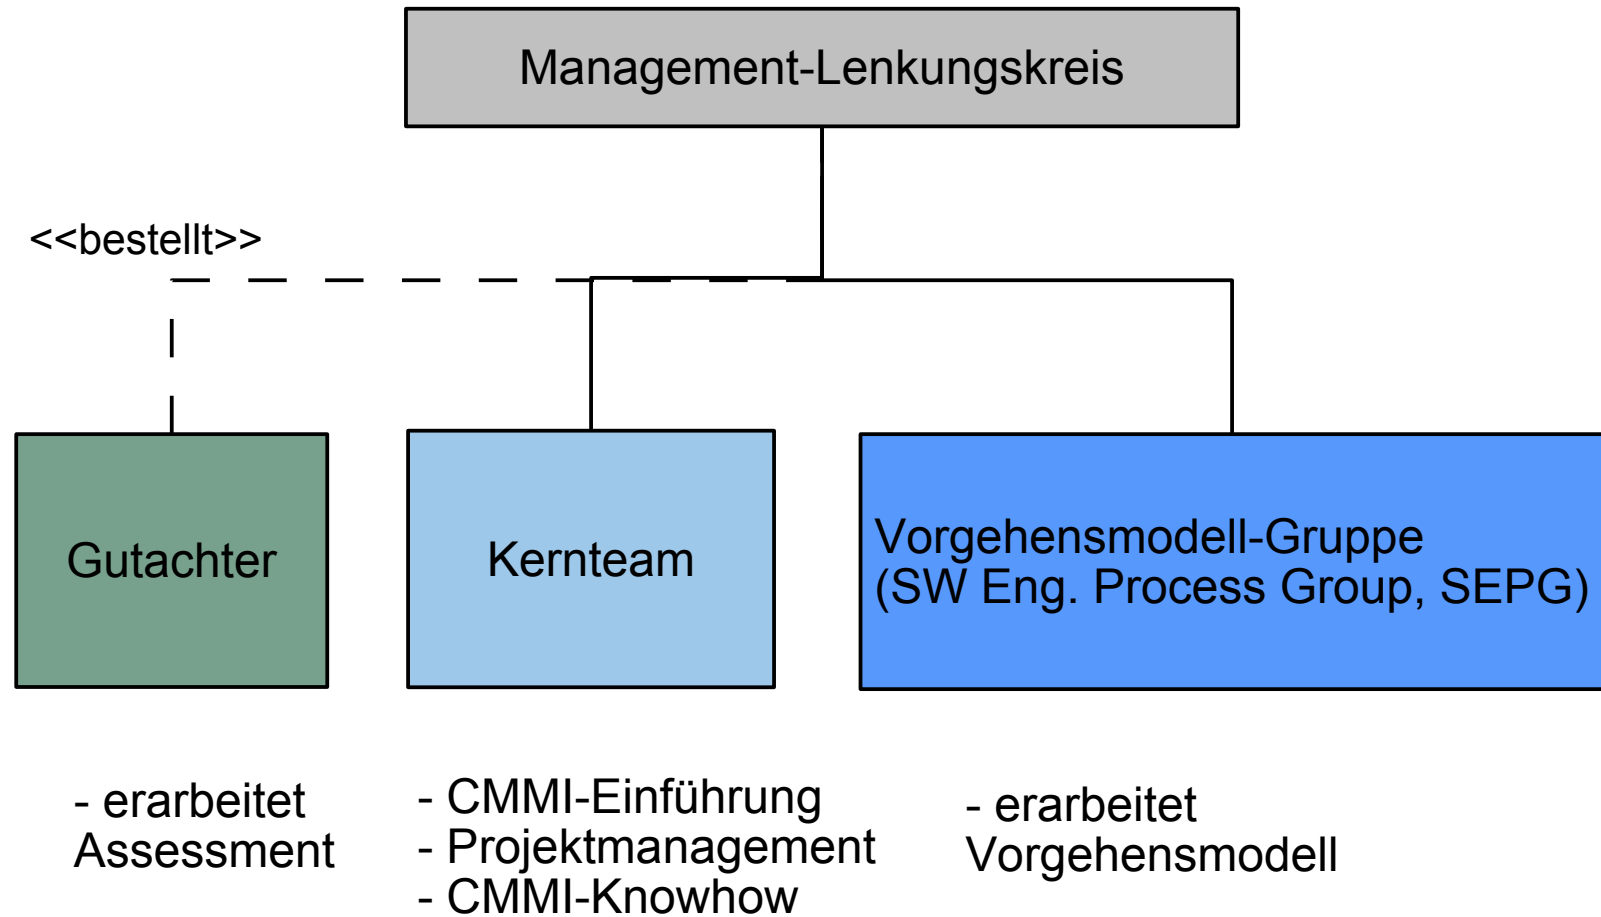 Management-Lenkungskreis
<<bestellt>>
Gutachter
Kernteam
Vorgehensmodell-Gruppe
(SW Eng. Process Group, SEPG)
- erarbeitet
Assessment
- CMMI-Einführung
- Projektmanagement
- CMMI-Knowhow
- erarbeitet
Vorgehensmodell